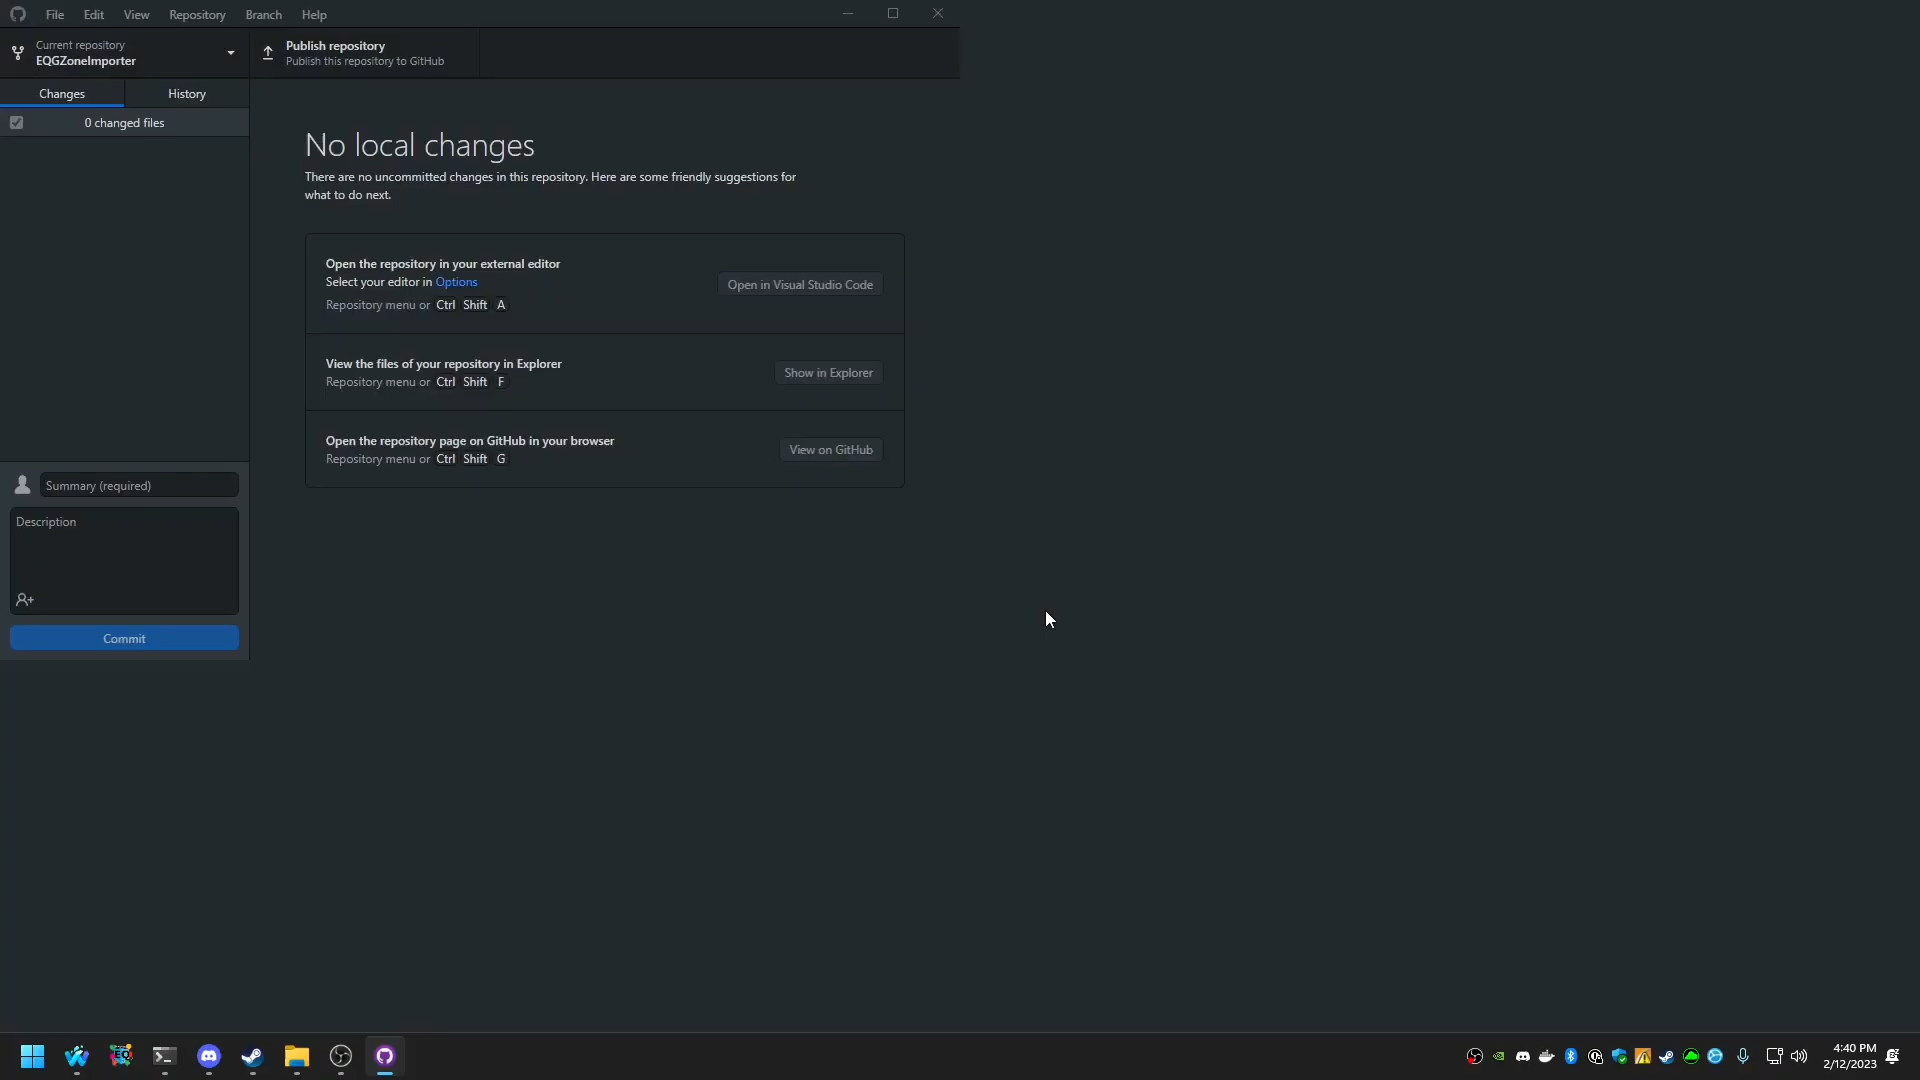 File Edit View Repository Branch Help
Current repository
EQGZoneImporter
Publish repository
Publish this repository to GitHub
Changes
History
0 changed files
No local changes
There are no uncommitted changes in this repository. Here are some friendly suggestions for
what to do next.
Open the repository in your external editor
Select your editor in Options
Repository menu or Ctrl Shift A
Open in Visual Studio Code
View the files of your repository in Explorer
Repository menu or Ctrl Shift F
Show in Explorer
Open the repository page on GitHub in your browser
Repository menu or Ctrl Shift G
View on GitHub
Summary (required)
Description
Commit
EQ
4:40 PM
2/12/2023